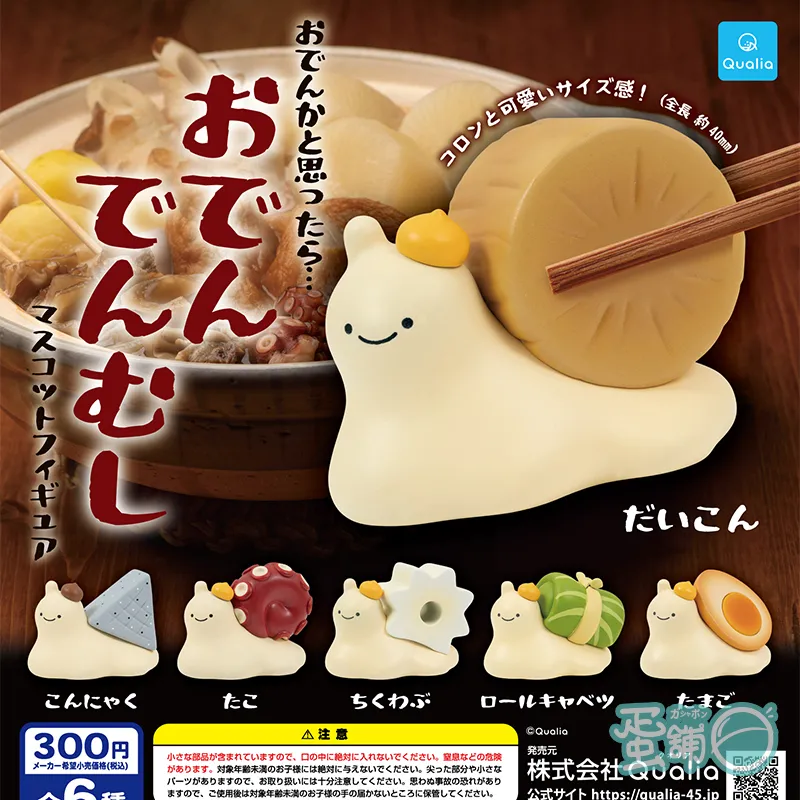 Qualia
おでんかと思ったら…
おでん
でんむし
マスコットフィギュア
コロンと可愛いサイズ感!(全長 約40mm)
だいこん
こんにゃく
たこ
ちくわぶ
ロールキャベツ
たまご
300円
メーカー希望小売価格(税込)
全6種
⚠注意
小さな部品が含まれていますので、口の中に絶対に入れないでください。窒息などの危険
があります。対象年齢未満のお子様には絶対に与えないでください。尖った部分や小さな
パーツがありますので、お取り扱いには十分注意してください。思わぬ事故の恐れがありま
すので、ご使用後は対象年齢未満のお子様の手の届かないところに保管してください。
©Qualia
発売元
株式会社Qualia
公式サイト https://qualia-45.jp
蛋舖
ガシャポン